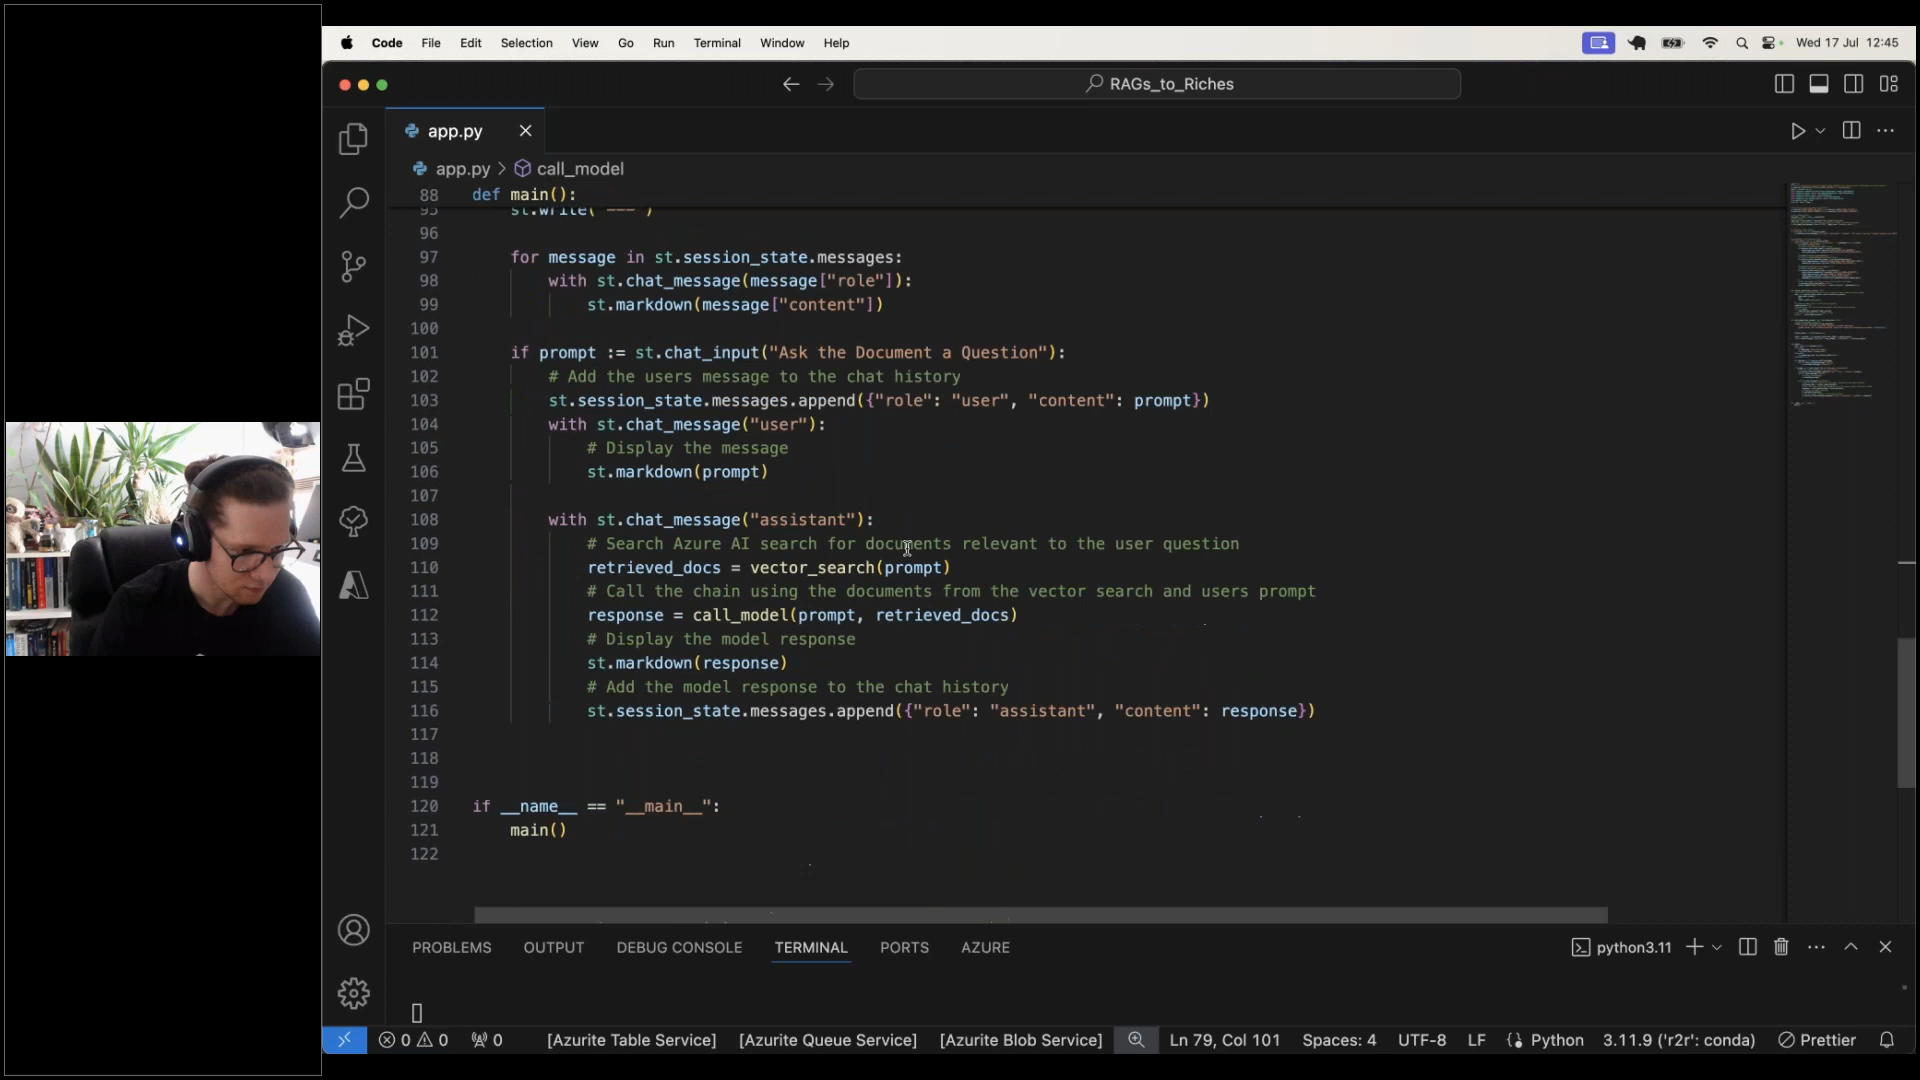 Code File Edit Selection View Go Run Terminal Window Help Wed 17 Jul 12:45
RAGs_to_Riches
app.py
app.py > call_model
88 def main():
95 st.write("---")
96
97 for message in st.session_state.messages:
98 with st.chat_message(message["role"]):
99 st.markdown(message["content"])
100
101 if prompt := st.chat_input("Ask the Document a Question"):
102 # Add the users message to the chat history
103 st.session_state.messages.append({"role": "user", "content": prompt})
104 with st.chat_message("user"):
105 # Display the message
106 st.markdown(prompt)
107
108 with st.chat_message("assistant"):
109 # Search Azure AI search for documents relevant to the user question
110 retrieved_docs = vector_search(prompt)
111 # Call the chain using the documents from the vector search and users prompt
112 response = call_model(prompt, retrieved_docs)
113 # Display the model response
114 st.markdown(response)
115 # Add the model response to the chat history
116 st.session_state.messages.append({"role": "assistant", "content": response})
117
118
119
120 if __name__ == "__main__":
121 main()
122
PROBLEMS OUTPUT DEBUG CONSOLE TERMINAL PORTS AZURE python3.11
0 0 0 [Azurite Table Service] [Azurite Queue Service] [Azurite Blob Service] Ln 79, Col 101 Spaces: 4 UTF-8 LF Python 3.11.9 ('r2r': conda) Prettier